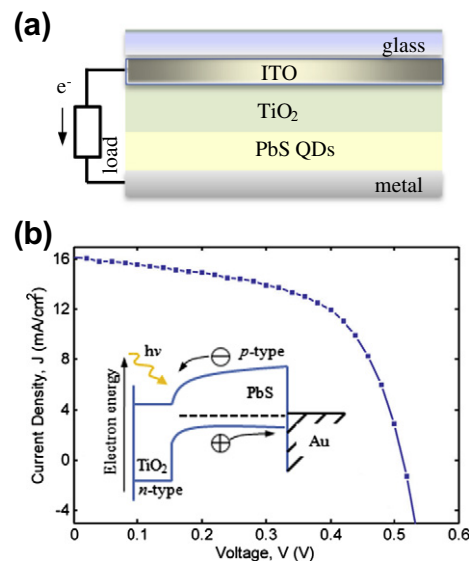 (a)
glass
ITO
e-
TiO2
load
PbS QDs
metal
(b)
16
12
8
4
0
-4
Current Density, J (mA/cm2)
hν
p-type
PbS
Electron energy
TiO2
n-type
Au
0
0.1
0.2
0.3
0.4
0.5
0.6
Voltage, V (V)